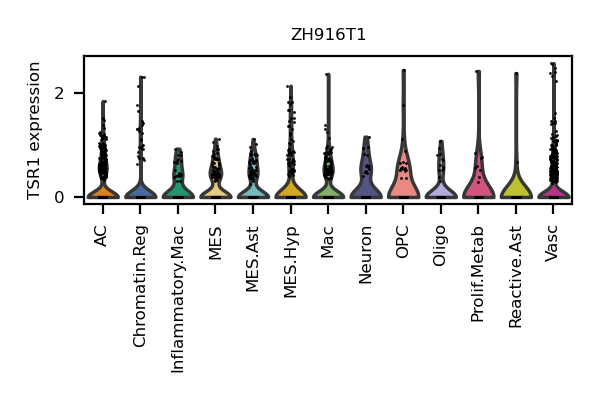 ZH916T1
TSR1 expression
2
0
AC
Chromatin.Reg
Inflammatory.Mac
MES
MES.Ast
MES.Hyp
Mac
Neuron
OPC
Oligo
Prolif.Metab
Reactive.Ast
Vasc